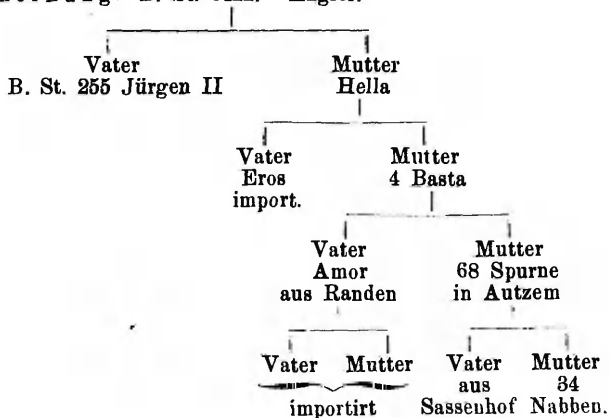 Vater Mutter
B. St. 255 Jürgen II Hella
Vater Mutter
Eros 4 Basta
import.
Vater Mutter
Amor 68 Spurne
aus Randen in Autzem
Vater Mutter Vater Mutter
aus 34
importirt Sassenhof Nabben.